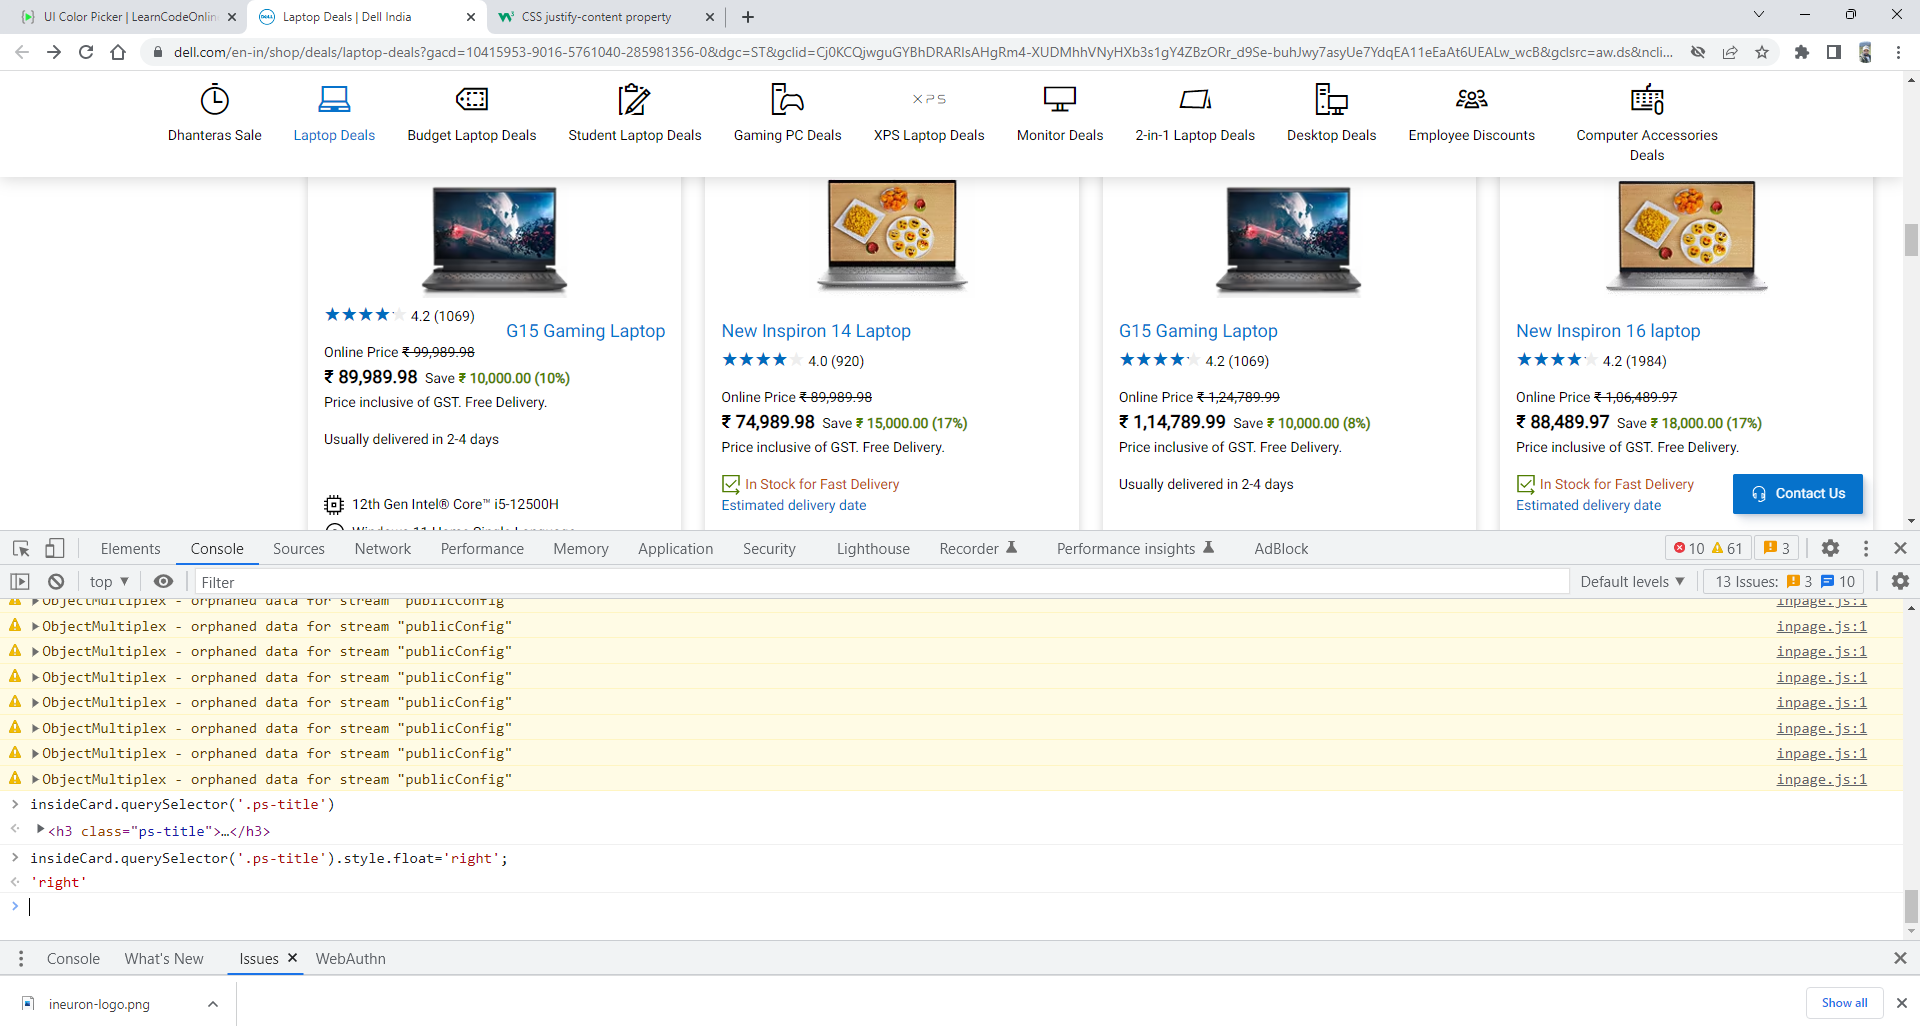 UI Color Picker | LearnCodeOnlin
Laptop Deals | Dell India
CSS justify-content property
dell.com/en-in/shop/deals/laptop-deals?gacd=10415953-9016-5761040-285981356-0&dgc=ST&gclid=Cj0KCQjwguGYBhDRARIsAHgRm4-XUDMhhVNyHXb3s1gY4ZBzORr_d9Se-buhJwy7asyUe7YdqEA11eEaAt6UEALw_wcB&gclsrc=aw.ds&ncli...
XPS
Dhanteras Sale
Laptop Deals
Budget Laptop Deals
Student Laptop Deals
Gaming PC Deals
XPS Laptop Deals
Monitor Deals
2-in-1 Laptop Deals
Desktop Deals
Employee Discounts
Computer Accessories
Deals
4.2 (1069)
G15 Gaming Laptop
Online Price ₹ 99,989.98
₹ 89,989.98 Save ₹ 10,000.00 (10%)
Price inclusive of GST. Free Delivery.
Usually delivered in 2-4 days
12th Gen Intel® Core™ i5-12500H
Windows 11 Home Single Language
New Inspiron 14 Laptop
4.0 (920)
Online Price ₹ 89,989.98
₹ 74,989.98 Save ₹ 15,000.00 (17%)
Price inclusive of GST. Free Delivery.
In Stock for Fast Delivery
Estimated delivery date
G15 Gaming Laptop
4.2 (1069)
Online Price ₹ 1,24,789.99
₹ 1,14,789.99 Save ₹ 10,000.00 (8%)
Price inclusive of GST. Free Delivery.
Usually delivered in 2-4 days
New Inspiron 16 laptop
4.2 (1984)
Online Price ₹ 1,06,489.97
₹ 88,489.97 Save ₹ 18,000.00 (17%)
Price inclusive of GST. Free Delivery.
In Stock for Fast Delivery
Estimated delivery date
Contact Us
Elements Console Sources Network Performance Memory Application Security Lighthouse Recorder Performance insights AdBlock 10 61 3
top Filter Default levels 13 Issues: 3 10
ObjectMultiplex - orphaned data for stream "publicConfig" inpage.js:1
ObjectMultiplex - orphaned data for stream "publicConfig" inpage.js:1
ObjectMultiplex - orphaned data for stream "publicConfig" inpage.js:1
ObjectMultiplex - orphaned data for stream "publicConfig" inpage.js:1
ObjectMultiplex - orphaned data for stream "publicConfig" inpage.js:1
ObjectMultiplex - orphaned data for stream "publicConfig" inpage.js:1
ObjectMultiplex - orphaned data for stream "publicConfig" inpage.js:1
ObjectMultiplex - orphaned data for stream "publicConfig" inpage.js:1
insideCard.querySelector('.ps-title')
<h3 class="ps-title">…</h3>
insideCard.querySelector('.ps-title').style.float='right';
'right'
Console What's New Issues WebAuthn
ineuron-logo.png
Show all